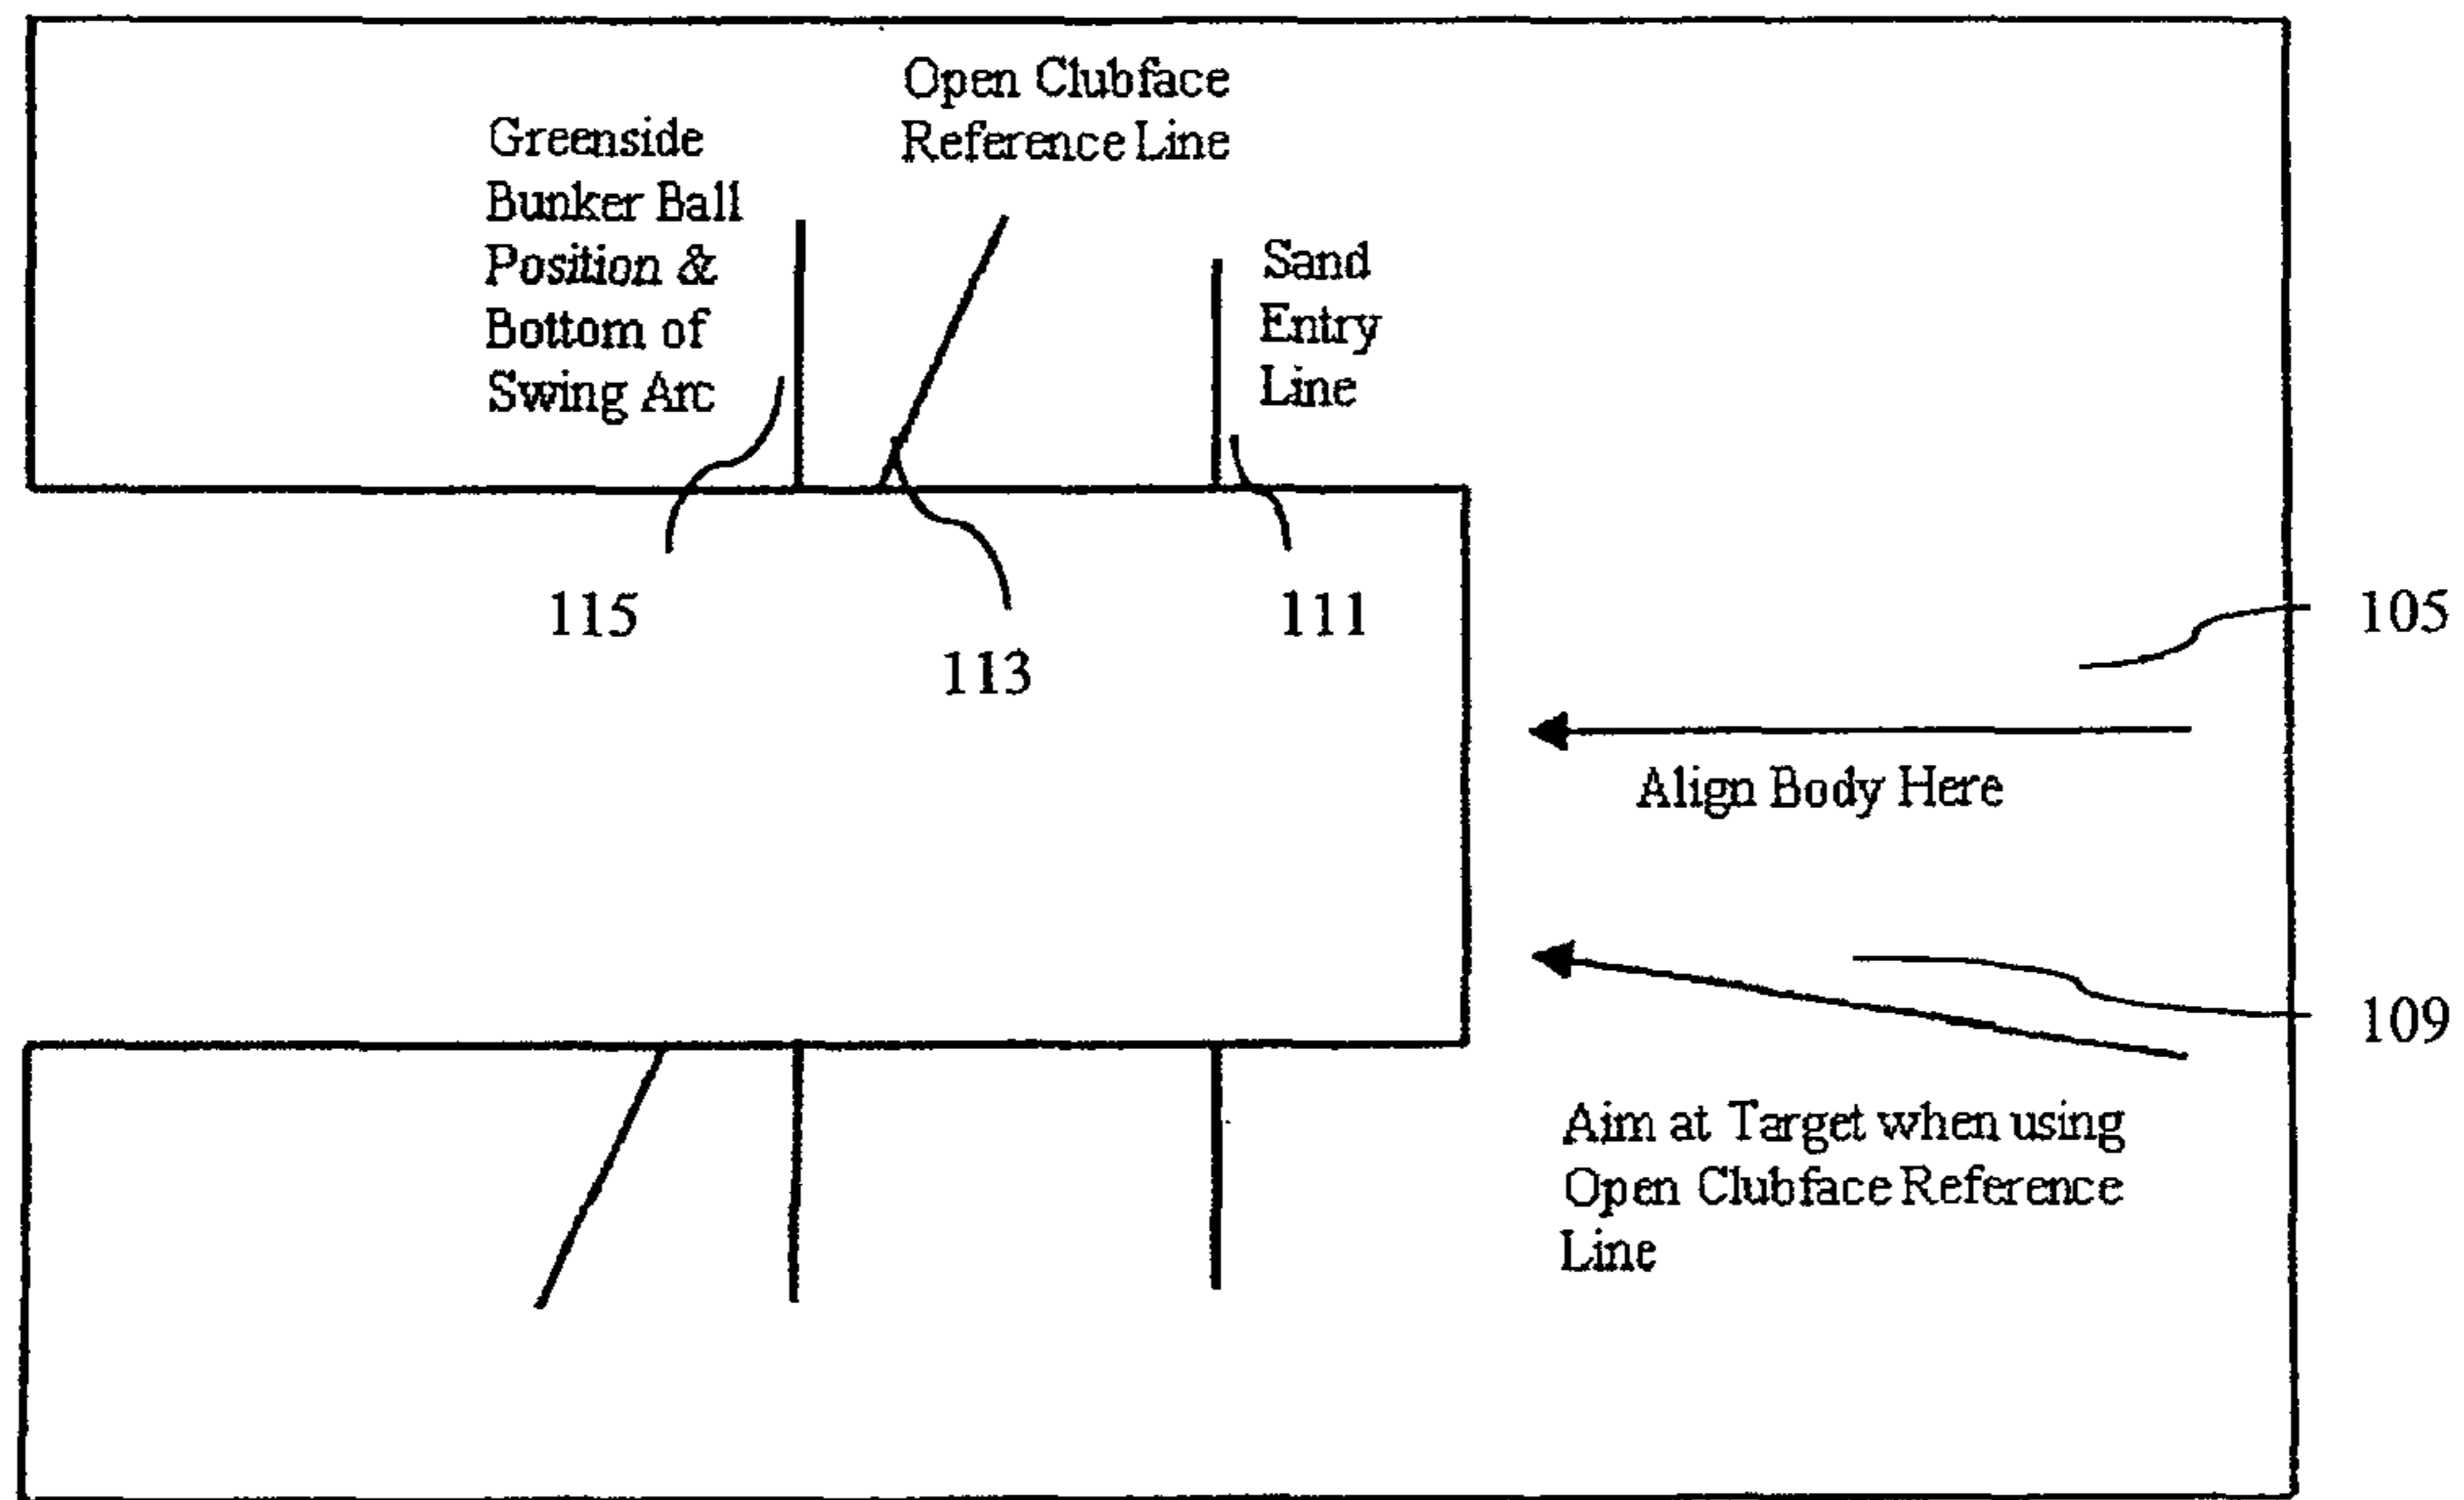 Open Clubface
Reference Line
Greenside
Bunker Ball
Position &
Bottom of
Swing Arc
Sand
Entry
Line
115
113
111
105
Align Body Here
109
Aim at Target when using
Open Clubface Reference
Line